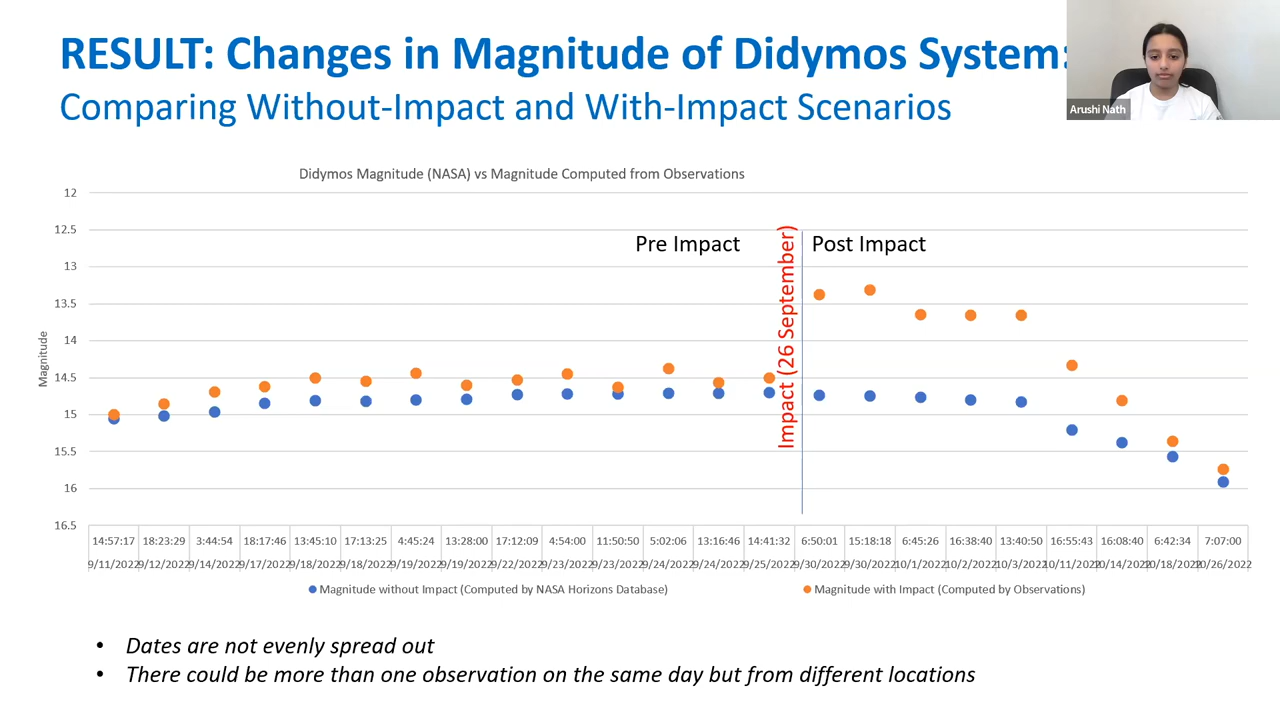 RESULT: Changes in Magnitude of Didymos System:
Comparing Without-Impact and With-Impact Scenarios
Arushi Nath
Didymos Magnitude (NASA) vs Magnitude Computed from Observations
12
12.5
13
13.5
14
14.5
15
15.5
16
16.5
Magnitude
Pre Impact
Impact (26 September)
Post Impact
14:57:17 18:23:29 3:44:54 18:17:46 13:45:10 17:13:25 4:45:24 13:28:00 17:12:09 4:54:00 11:50:50 5:02:06 13:16:46 14:41:32 6:50:01 15:18:18 6:45:26 16:38:40 13:40:50 16:55:43 16:08:40 6:42:34 7:07:00
9/11/2022 9/12/2022 9/14/2022 9/17/2022 9/18/2022 9/18/2022 9/19/2022 9/19/2022 9/22/2022 9/23/2022 9/23/2022 9/24/2022 9/24/2022 9/25/2022 9/30/2022 9/30/2022 10/1/2022 10/2/2022 10/3/2022 10/11/2022 10/14/2022 10/18/2022 10/26/2022
Magnitude without Impact (Computed by NASA Horizons Database)
Magnitude with Impact (Computed by Observations)
• Dates are not evenly spread out
• There could be more than one observation on the same day but from different locations